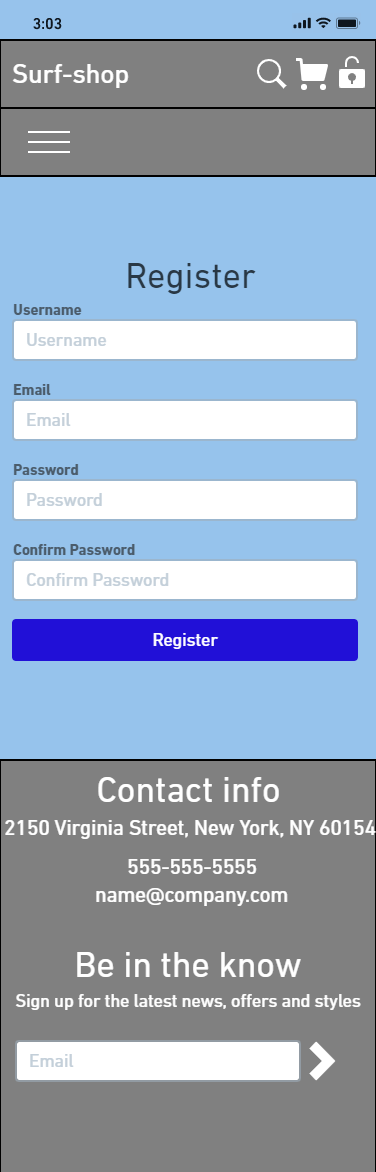 3:03
Surf-shop
Register
Username
Username
Email
Email
Password
Password
Confirm Password
Confirm Password
Register
Contact info
2150 Virginia Street, New York, NY 60154
555-555-5555
name@company.com
Be in the know
Sign up for the latest news, offers and styles
Email